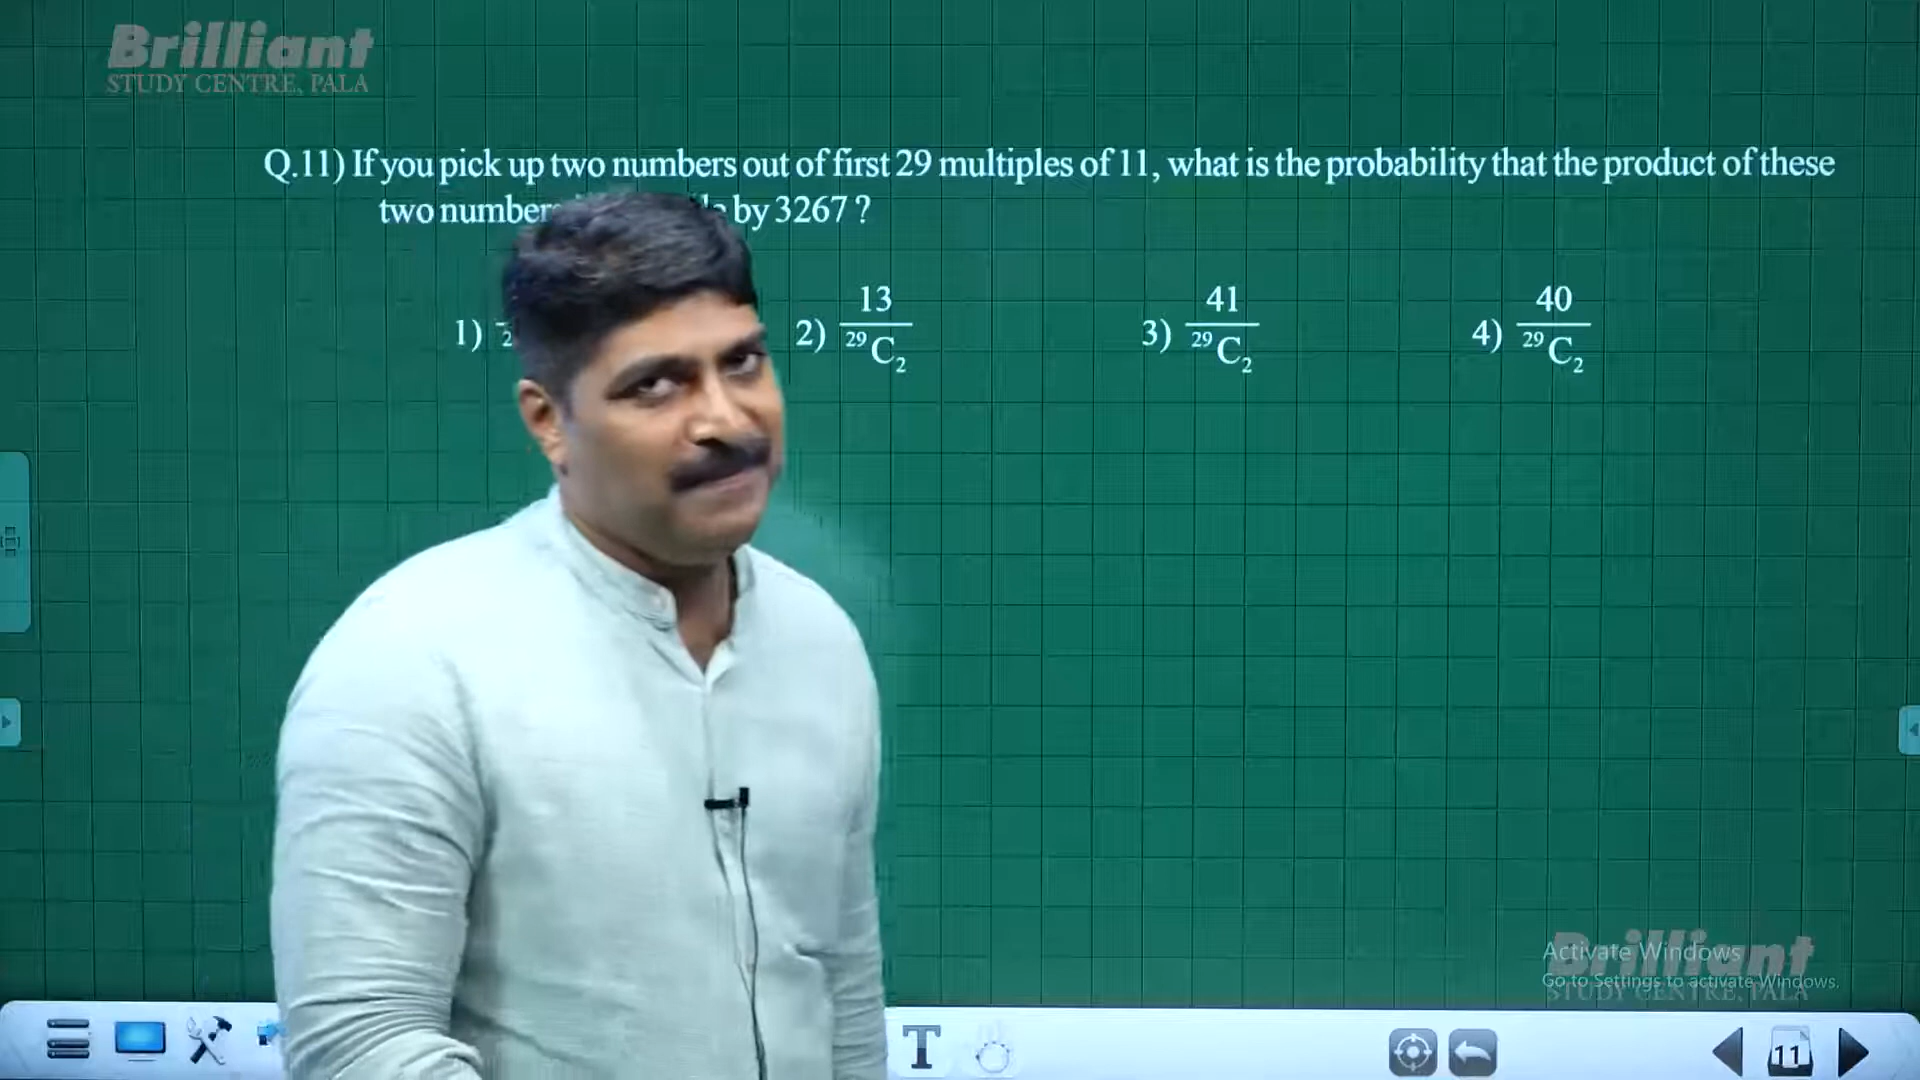 Brilliant
STUDY CENTRE, PALA
Q.11) If you pick up two numbers out of first 29 multiples of 11, what is the probability that the product of these
two number by 3267 ?
1) 2) 13/²⁹C₂ 3) 41/²⁹C₂ 4) 40/²⁹C₂
Brilliant
STUDY CENTRE, PALA
Activate Windows
Go to Settings to activate Windows.
T
11